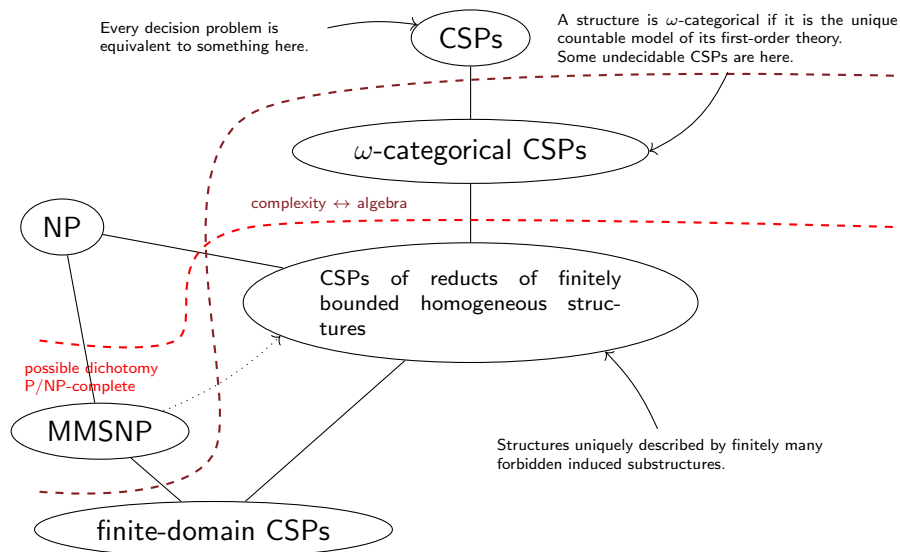 Every decision problem is
equivalent to something here.
CSPs
A structure is ω-categorical if it is the unique
countable model of its first-order theory.
Some undecidable CSPs are here.
ω-categorical CSPs
complexity ↔ algebra
NP
CSPs of reducts of finitely
bounded homogeneous struc-
tures
possible dichotomy
P/NP-complete
MMSNP
Structures uniquely described by finitely many
forbidden induced substructures.
finite-domain CSPs